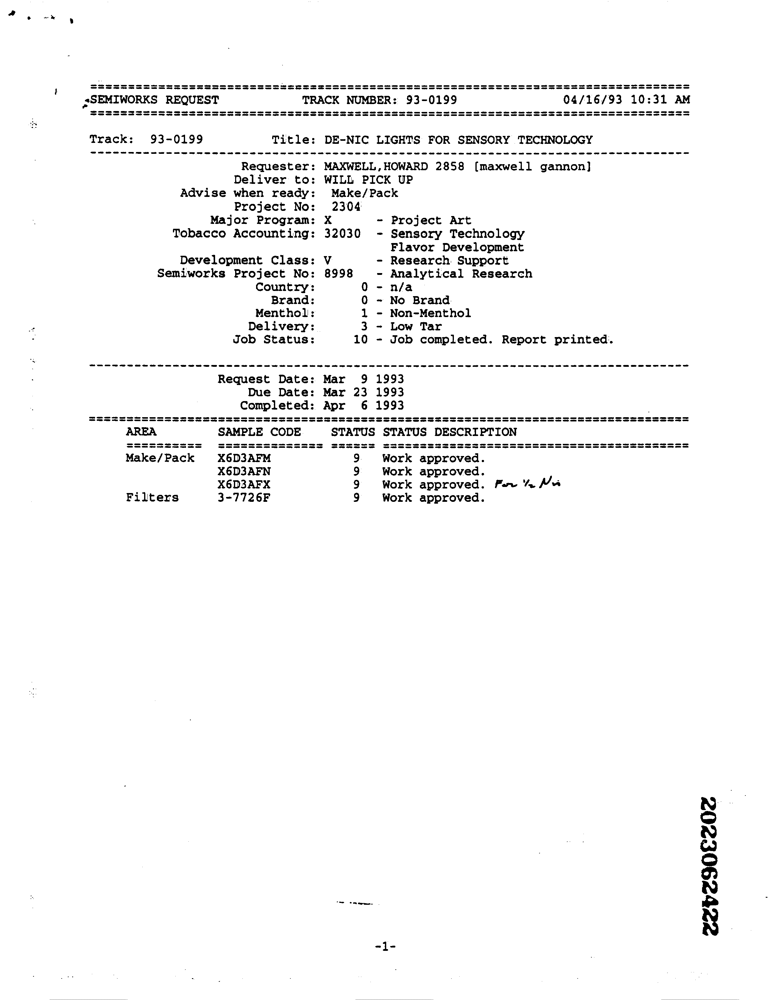 ================================================================================
SEMIWORKS REQUEST TRACK NUMBER: 93-0199 04/16/93 10:31 AM
================================================================================
Track: 93-0199 Title: DE-NIC LIGHTS FOR SENSORY TECHNOLOGY
--------------------------------------------------------------------------------
Requester: MAXWELL,HOWARD 2858 [maxwell gannon]
Deliver to: WILL PICK UP
Advise when ready: Make/Pack
Project No: 2304
Major Program: X - Project Art
Tobacco Accounting: 32030 - Sensory Technology
Flavor Development
Development Class: V - Research Support
Semiworks Project No: 8998 - Analytical Research
Country: 0 - n/a
Brand: 0 - No Brand
Menthol: 1 - Non-Menthol
Delivery: 3 - Low Tar
Job Status: 10 - Job completed. Report printed.
--------------------------------------------------------------------------------
Request Date: Mar 9 1993
Due Date: Mar 23 1993
Completed: Apr 6 1993
================================================================================
AREA SAMPLE CODE STATUS STATUS DESCRIPTION
========== ============== ====== =========================================
Make/Pack X6D3AFM 9 Work approved.
X6D3AFN 9 Work approved.
X6D3AFX 9 Work approved. For 1/2 Nic
Filters 3-7726F 9 Work approved.
2023062422
-1-